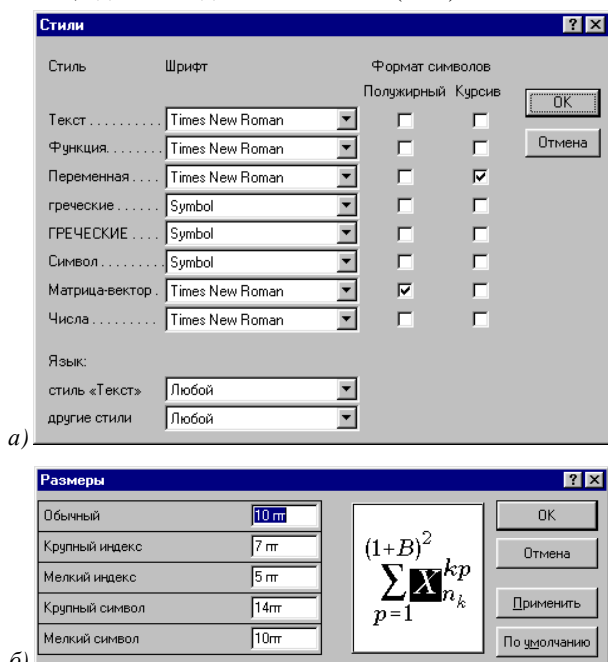 Стили
Стиль Шрифт Формат символов
Полужирный Курсив
OK
Текст . . . . . . . . . . Times New Roman
Функция. . . . . . . . Times New Roman
Отмена
Переменная . . . . Times New Roman
греческие . . . . . . Symbol
ГРЕЧЕСКИЕ . . . . Symbol
Символ . . . . . . . . . Symbol
Матрица-вектор . Times New Roman
Числа . . . . . . . . . Times New Roman
Язык:
стиль «Текст» Любой
другие стили Любой
а)
Размеры
Обычный 10 пт
OK
Крупный индекс 7 пт
Отмена
Мелкий индекс 5 пт
Крупный символ 14пт
Применить
Мелкий символ 10пт
По умолчанию
(1+B)²
∑ X kp
n k
p=1
б)